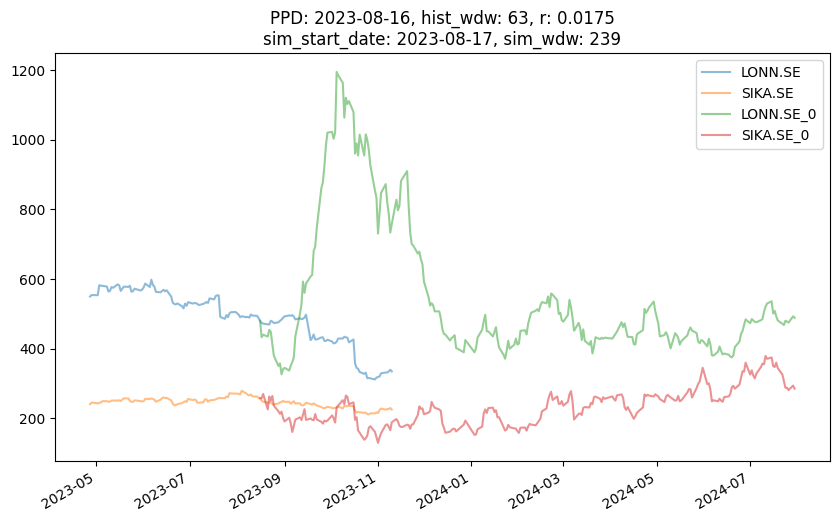 PPD: 2023-08-16, hist_wdw: 63, r: 0.0175
sim_start_date: 2023-08-17, sim_wdw: 239
LONN.SE
SIKA.SE
LONN.SE_0
SIKA.SE_0
1200
1000
800
600
400
200
2023-05
2023-07
2023-09
2023-11
2024-01
2024-03
2024-05
2024-07